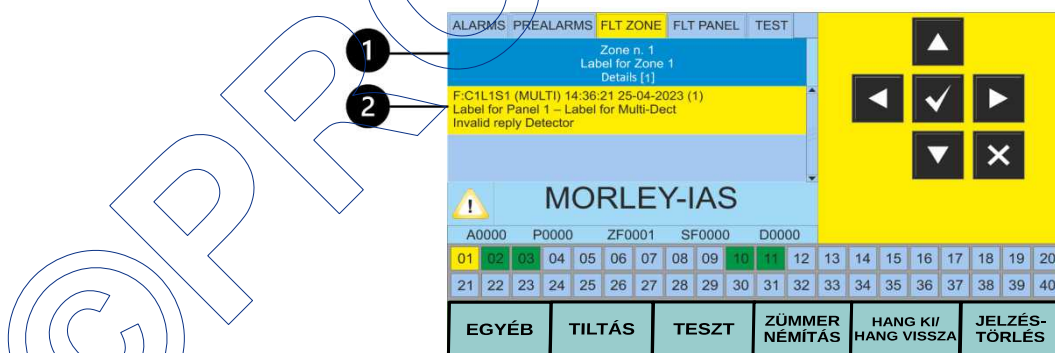 ALARMS PREALARMS FLT ZONE FLT PANEL TEST
1
Zone n. 1
Label for Zone 1
Details [1]
2
F:C1L1S1 (MULTI) 14:36:21 25-04-2023 (1)
Label for Panel 1 – Label for Multi-Dect
Invalid reply Detector
MORLEY-IAS
A0000 P0000 ZF0001 SF0000 D0000
01 02 03 04 05 06 07 08 09 10 11 12 13 14 15 16 17 18 19 20
21 22 23 24 25 26 27 28 29 30 31 32 33 34 35 36 37 38 39 40
EGYÉB TILTÁS TESZT ZÜMMER NÉMÍTÁS HANG KI/ HANG VISSZA JELZÉS- TÖRLÉS
©PR